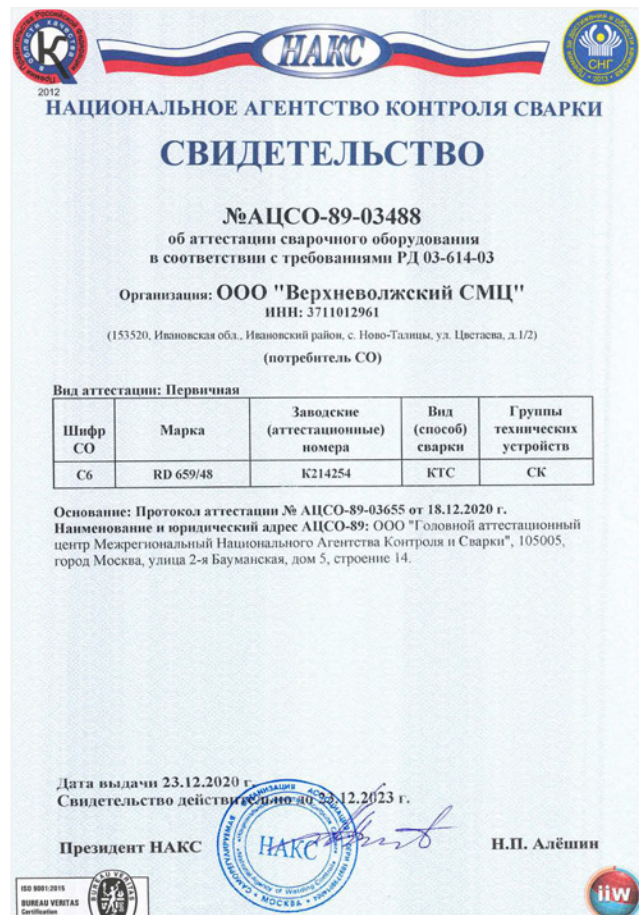 НАКС
СНГ
2013
2012
НАЦИОНАЛЬНОЕ АГЕНТСТВО КОНТРОЛЯ СВАРКИ
СВИДЕТЕЛЬСТВО
№АЦСО-89-03488
об аттестации сварочного оборудования
в соответствии с требованиями РД 03-614-03
Организация: ООО "Верхневолжский СМЦ"
ИНН: 3711012961
(153520, Ивановская обл., Ивановский район, с. Ново-Талицы, ул. Цветаева, д.1/2)
(потребитель СО)
Вид аттестации: Первичная
Шифр СО
Марка
Заводские (аттестационные) номера
Вид (способ) сварки
Группы технических устройств
С6
RD 659/48
К214254
КТС
СК
Основание: Протокол аттестации № АЦСО-89-03655 от 18.12.2020 г.
Наименование и юридический адрес АЦСО-89: ООО "Головной аттестационный
центр Межрегиональный Национального Агентства Контроля и Сварки", 105005,
город Москва, улица 2-я Бауманская, дом 5, строение 14.
Дата выдачи 23.12.2020 г.
Свидетельство действительно до 23.12.2023 г.
Президент НАКС
НАКС
МОСКВА
Н.П. Алёшин
ISO 9001:2015
BUREAU VERITAS
Certification
iiw